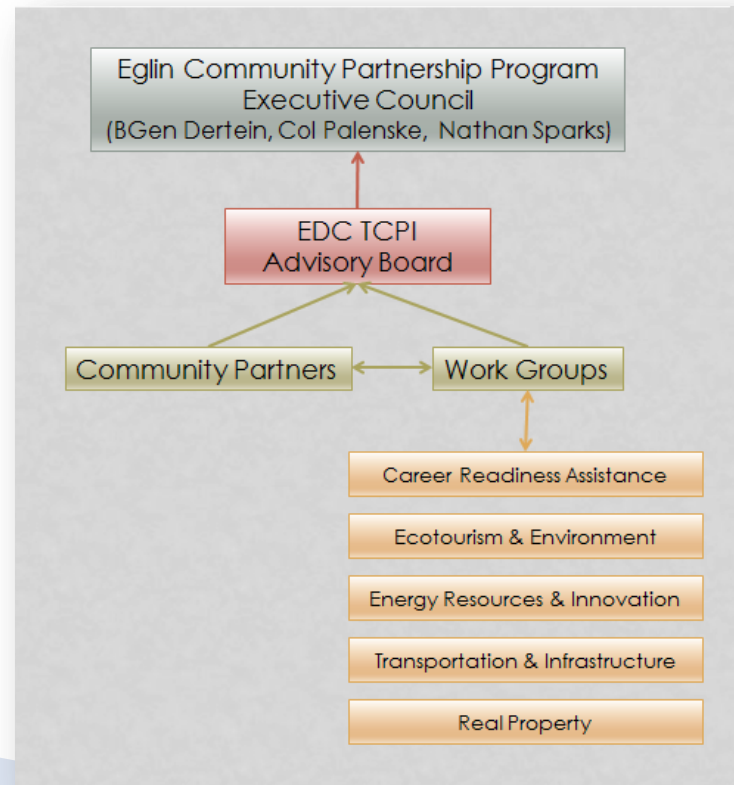 Eglin Community Partnership Program
Executive Council
(BGen Dertein, Col Palenske, Nathan Sparks)
EDC TCPI
Advisory Board
Community Partners
Work Groups
Career Readiness Assistance
Ecotourism & Environment
Energy Resources & Innovation
Transportation & Infrastructure
Real Property